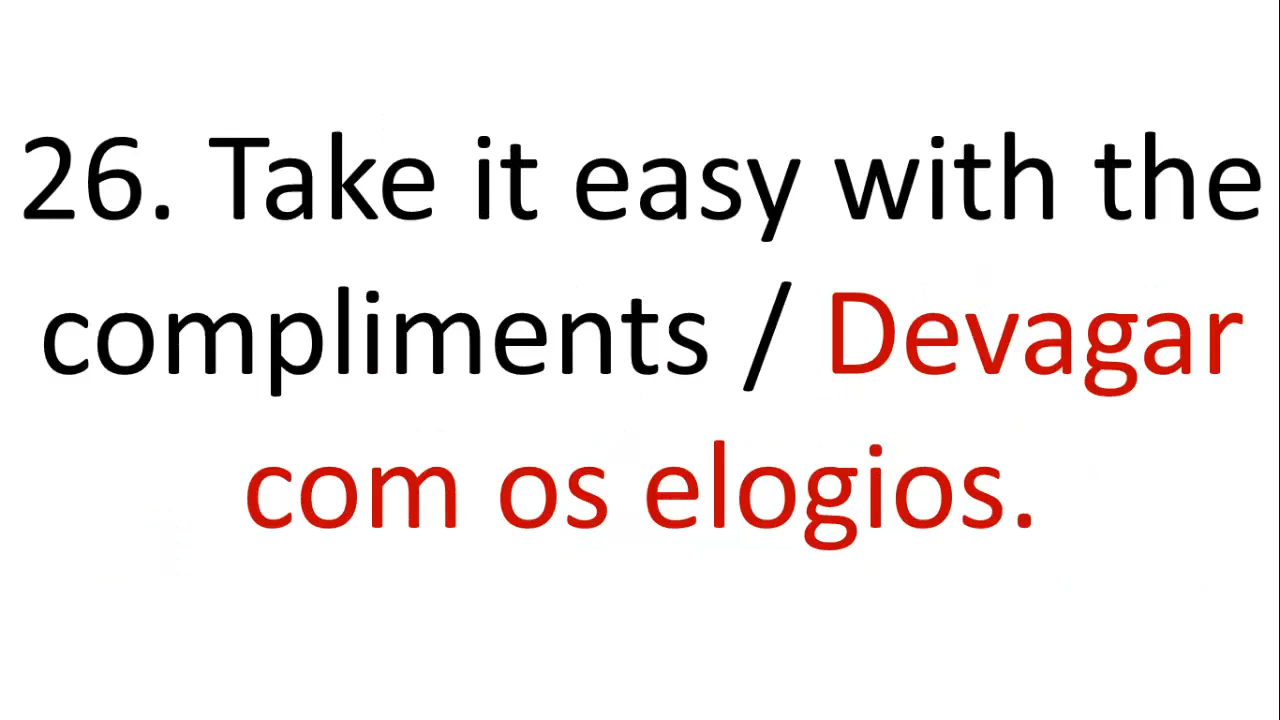 26. Take it easy with the
compliments / Devagar
com os elogios.